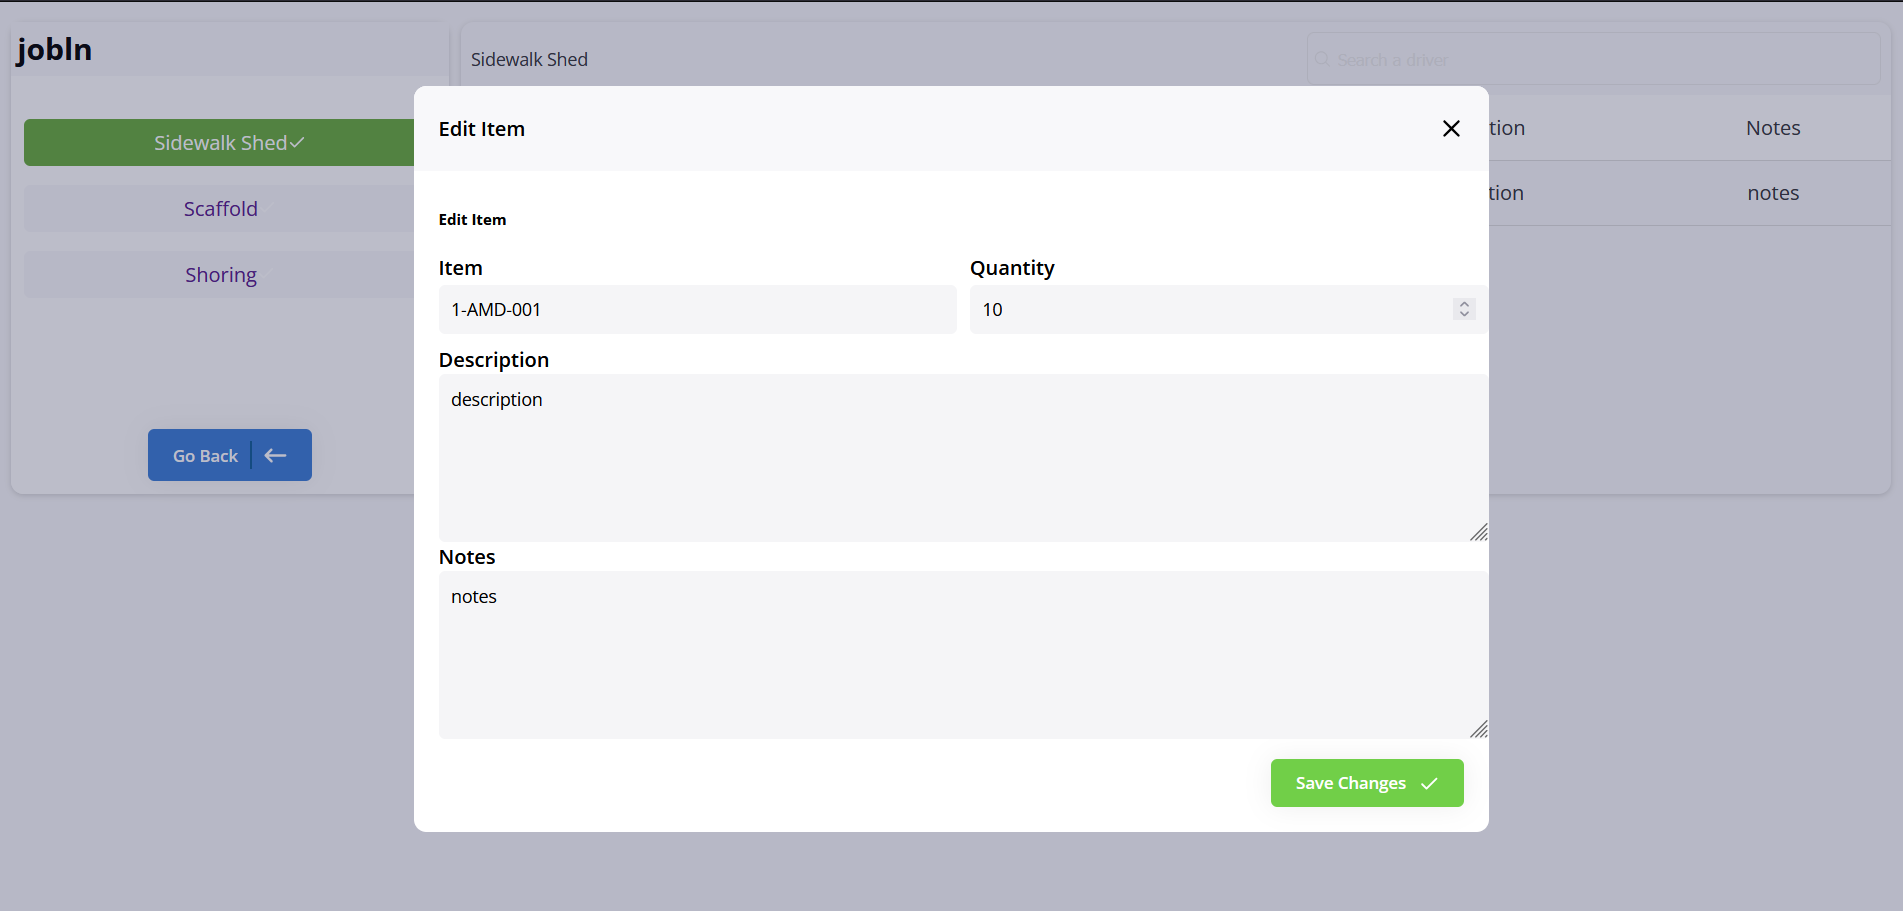 jobln
Sidewalk Shed
Search a driver
Sidewalk Shed
Scaffold
Shoring
Go Back
tion Notes
tion notes
Edit Item
Edit Item
Item Quantity
1-AMD-001 10
Description
description
Notes
notes
Save Changes